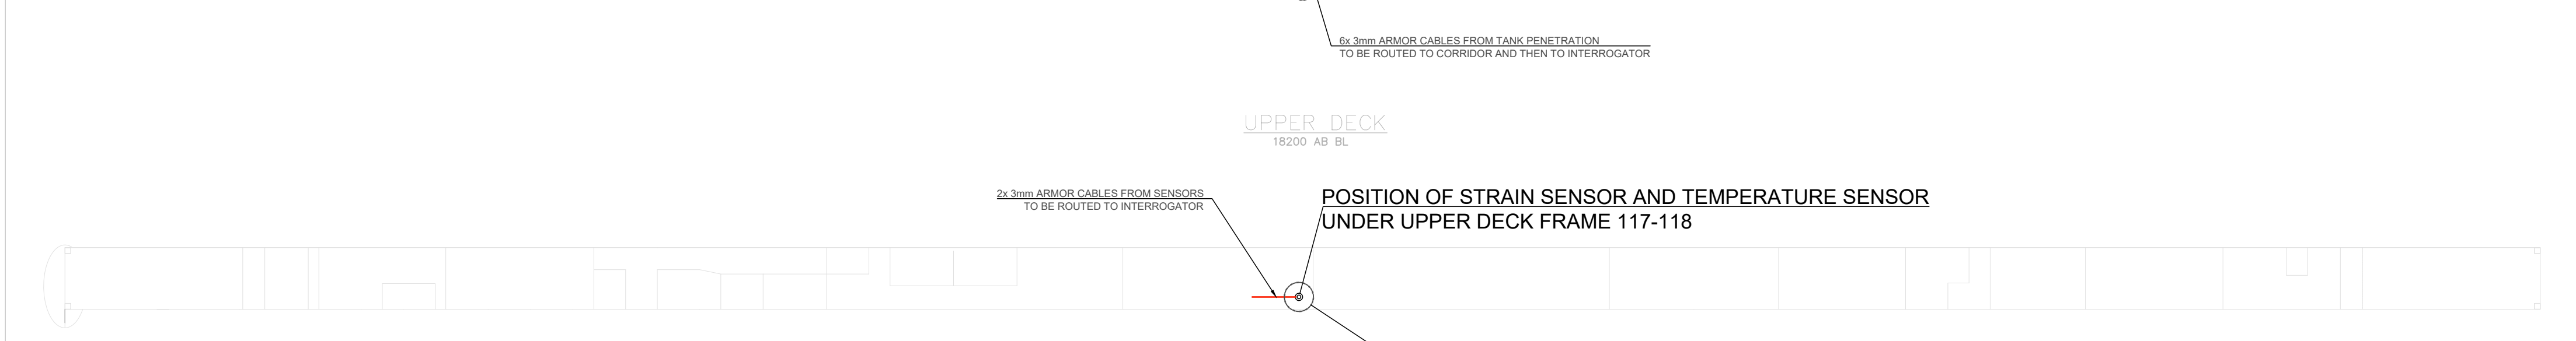 6x 3mm ARMOR CABLES FROM TANK PENETRATION
TO BE ROUTED TO CORRIDOR AND THEN TO INTERROGATOR
UPPER DECK
18200 AB BL
2x 3mm ARMOR CABLES FROM SENSORS
TO BE ROUTED TO INTERROGATOR
POSITION OF STRAIN SENSOR AND TEMPERATURE SENSOR
UNDER UPPER DECK FRAME 117-118